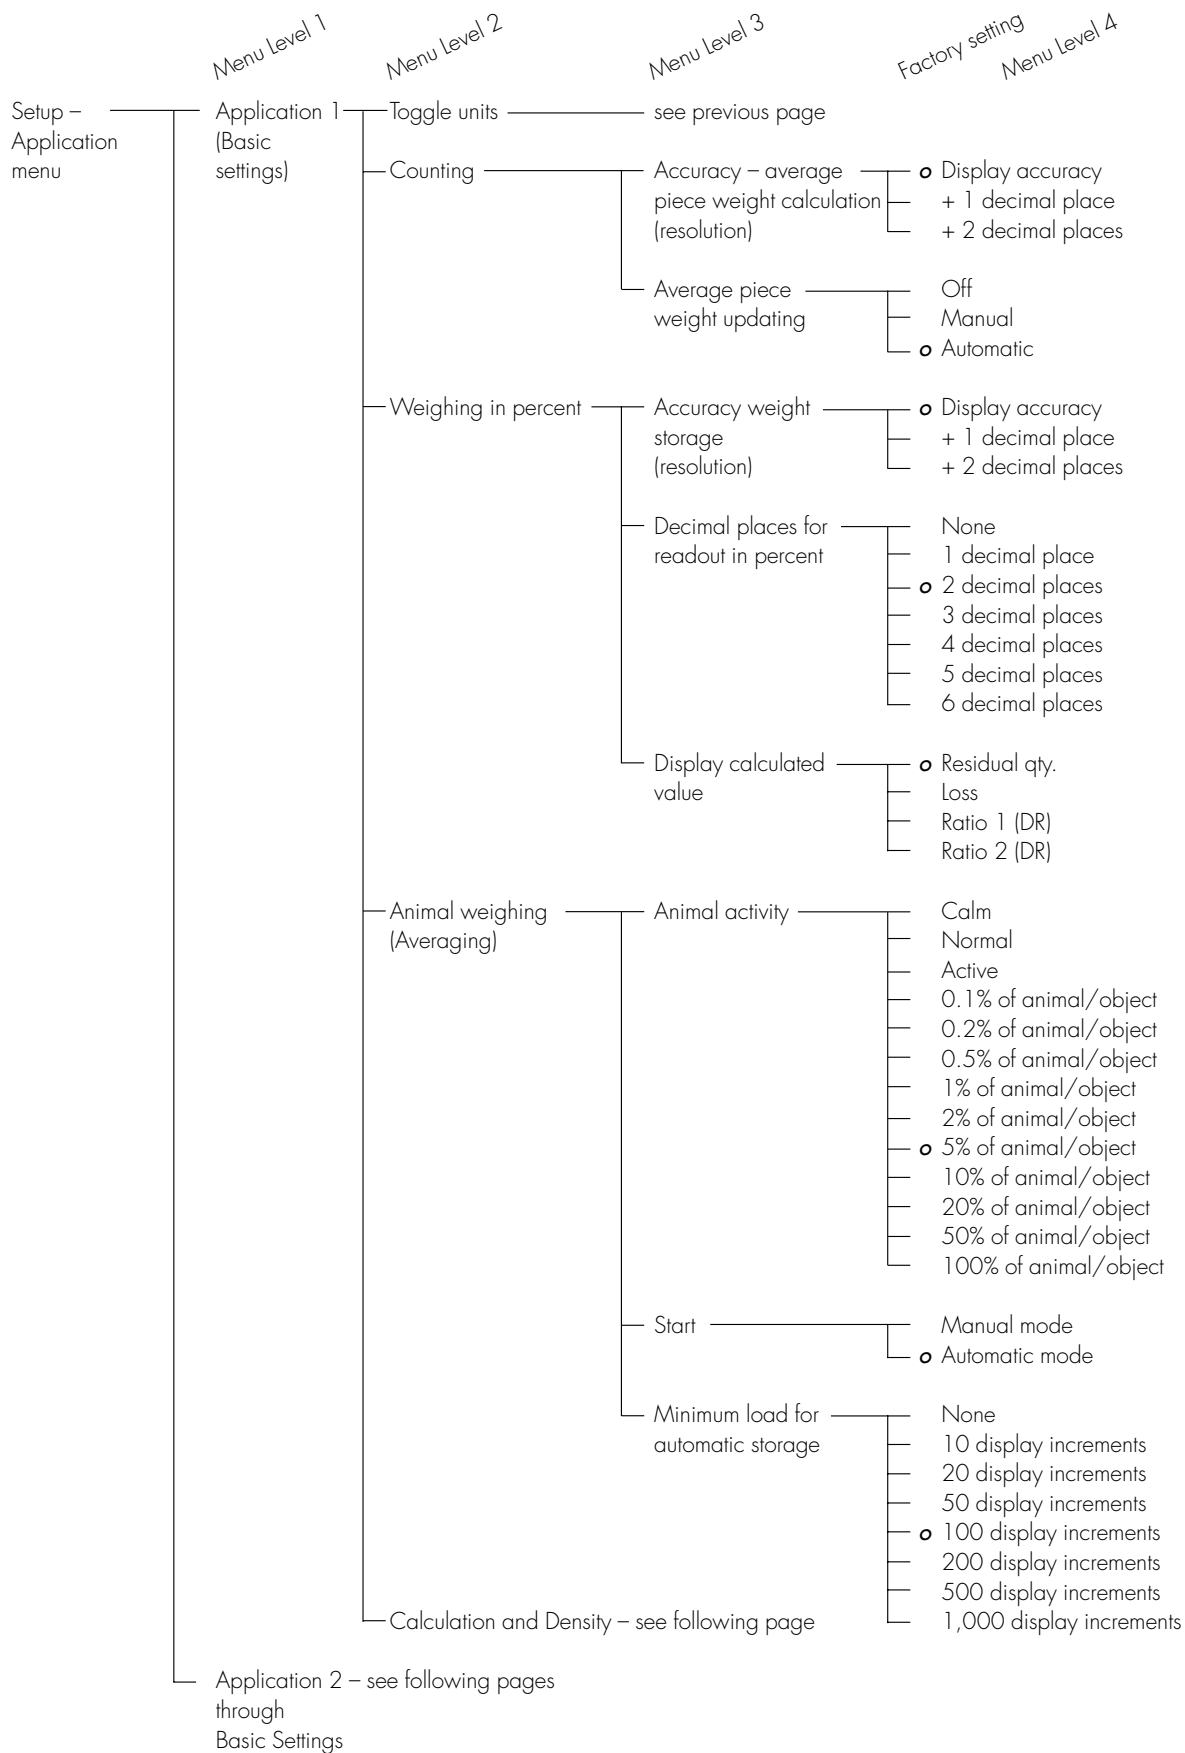 Menu Level 1
Menu Level 2
Menu Level 3
Factory setting
Menu Level 4
Setup –
Application
menu
Application 1
(Basic
settings)
Toggle units
see previous page
Counting
Accuracy – average
piece weight calculation
(resolution)
o Display accuracy
+ 1 decimal place
+ 2 decimal places
Average piece
weight updating
Off
Manual
o Automatic
Weighing in percent
Accuracy weight
storage
(resolution)
o Display accuracy
+ 1 decimal place
+ 2 decimal places
Decimal places for
readout in percent
None
1 decimal place
o 2 decimal places
3 decimal places
4 decimal places
5 decimal places
6 decimal places
Display calculated
value
o Residual qty.
Loss
Ratio 1 (DR)
Ratio 2 (DR)
Animal weighing
(Averaging)
Animal activity
Calm
Normal
Active
0.1% of animal/object
0.2% of animal/object
0.5% of animal/object
1% of animal/object
2% of animal/object
o 5% of animal/object
10% of animal/object
20% of animal/object
50% of animal/object
100% of animal/object
Start
Manual mode
o Automatic mode
Minimum load for
automatic storage
None
10 display increments
20 display increments
50 display increments
o 100 display increments
200 display increments
500 display increments
1,000 display increments
Calculation and Density – see following page
Application 2 – see following pages
through
Basic Settings